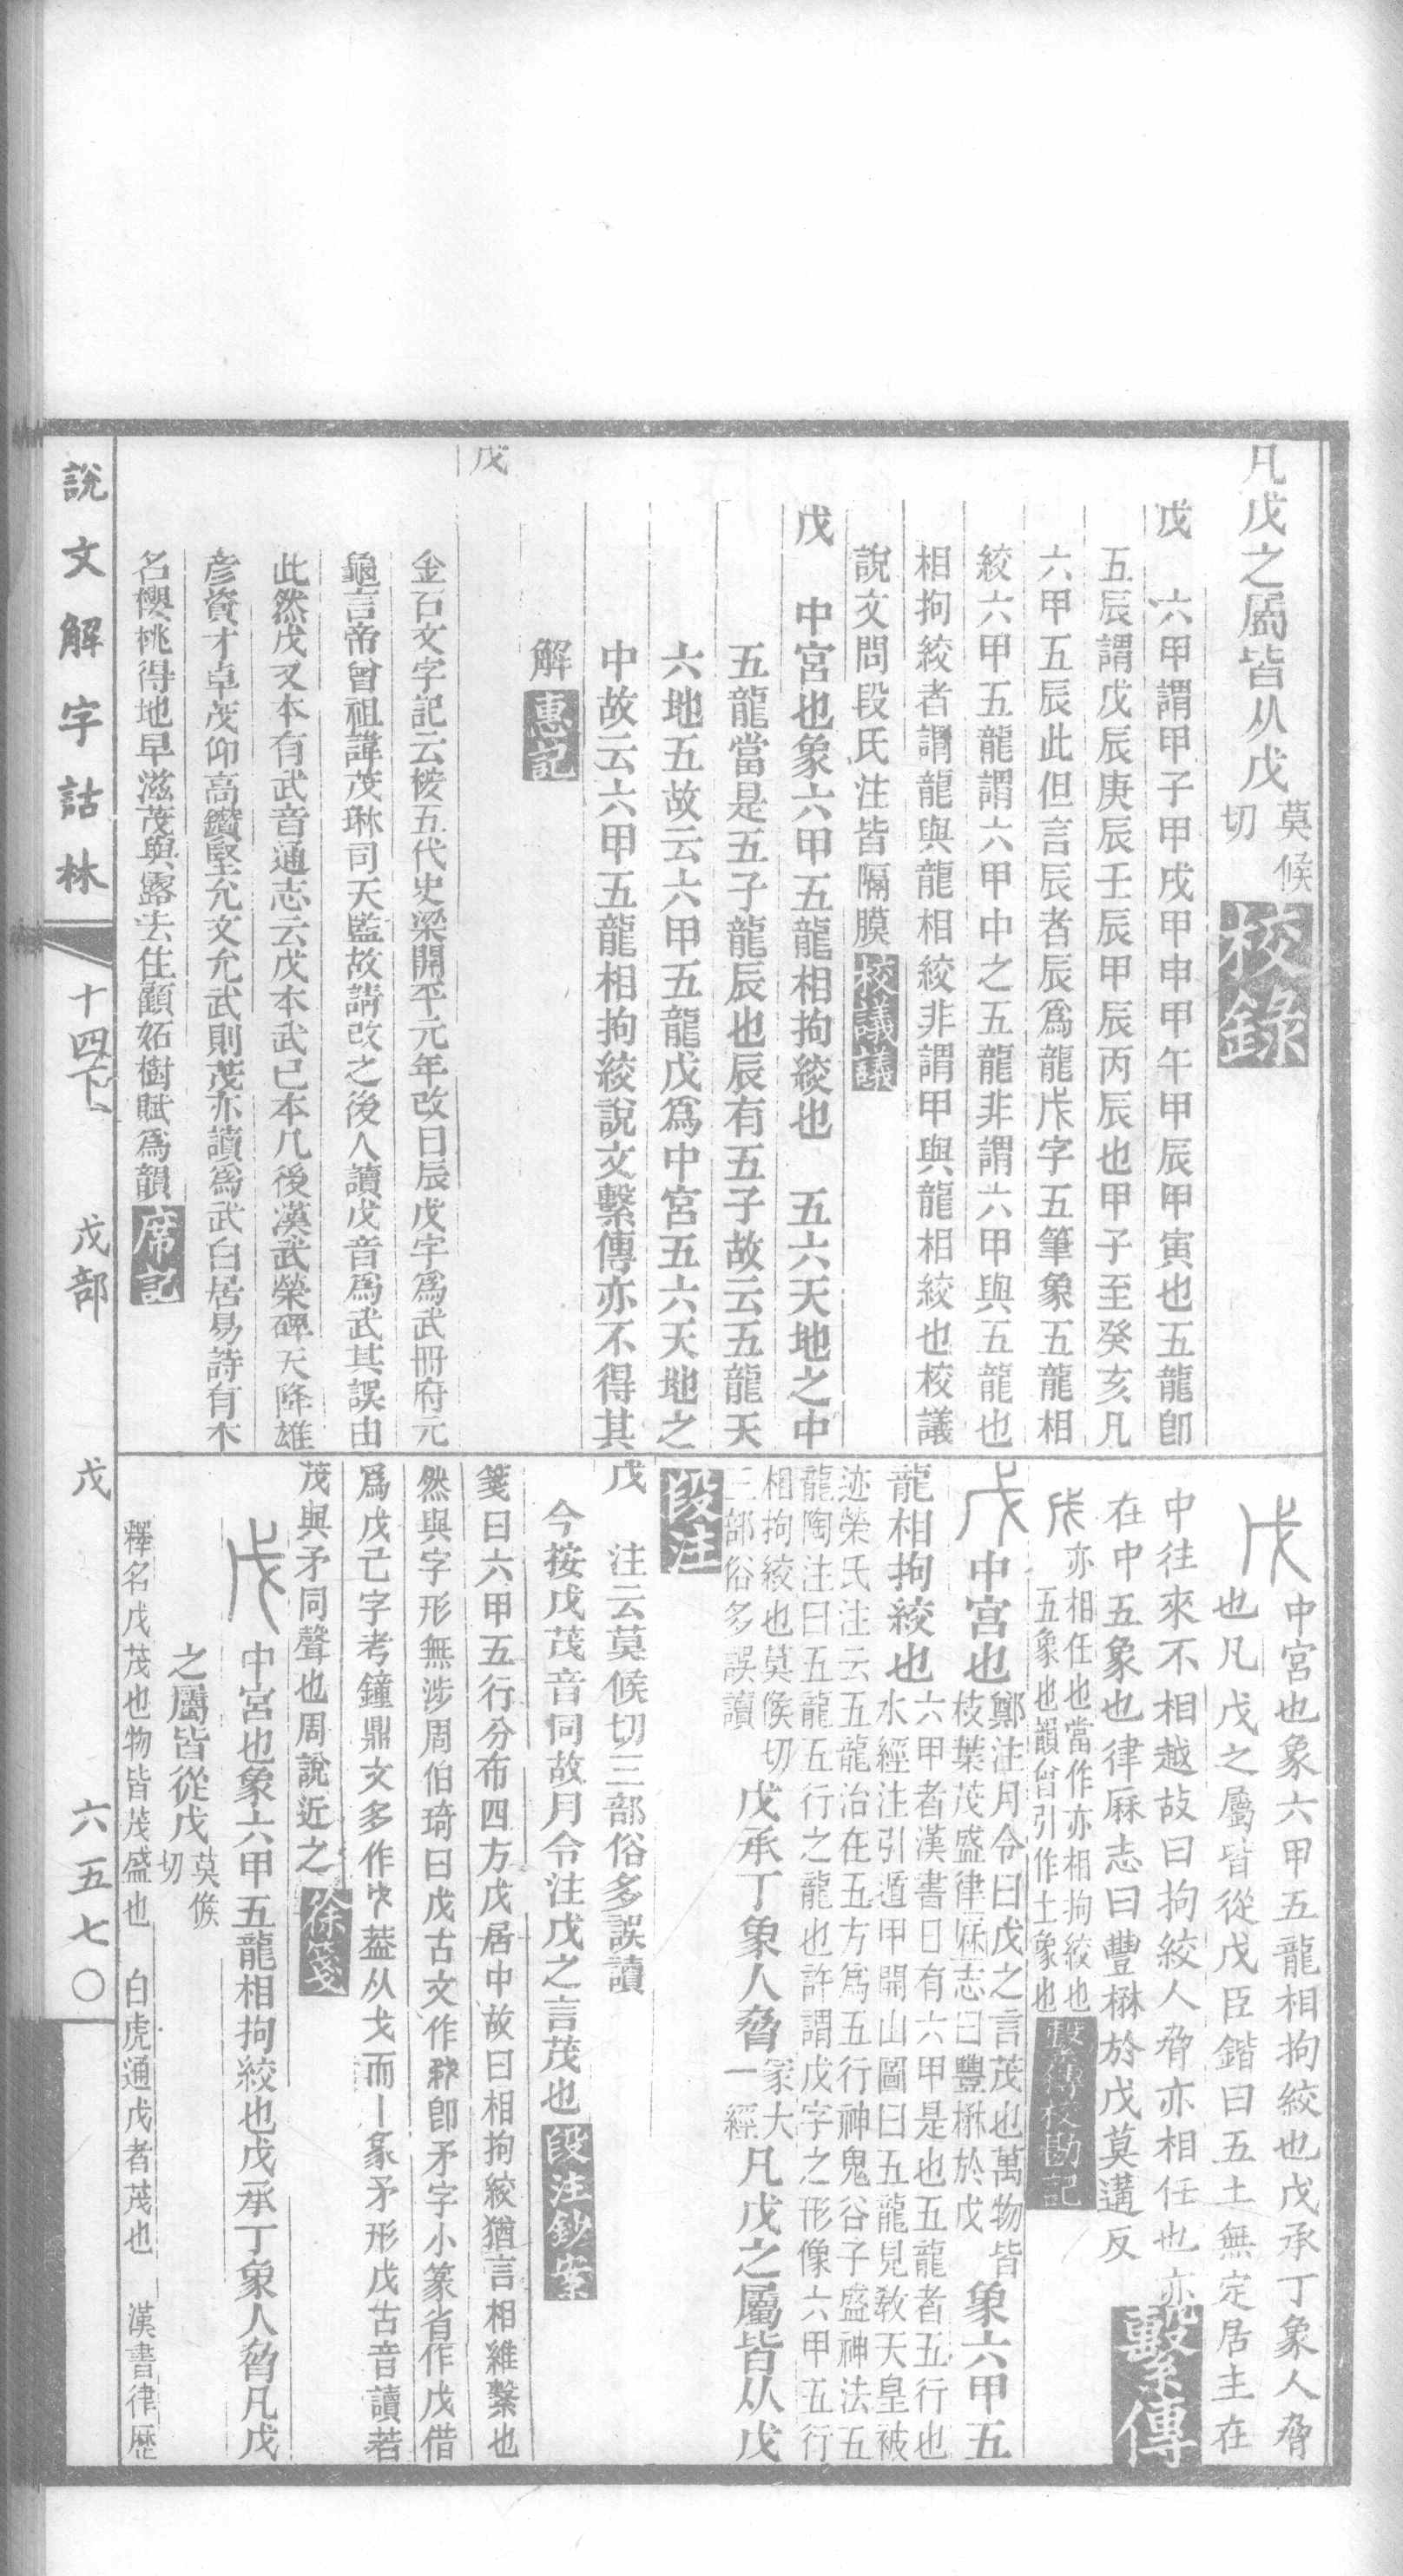 凡戊之屬皆从戊莫候切校錄
戊　六甲謂甲子甲戌甲申甲午甲辰甲寅也五龍卽
五辰謂戊辰庚辰壬辰甲辰丙辰也甲子至癸亥凡
六甲五辰此但言辰者辰爲龍戊字五筆象五龍相
絞六甲五龍謂六甲中之五龍非謂六甲與五龍也
相拘絞者謂龍與龍相絞非謂甲與龍相絞也校議
說文問段氏注皆隔膜校議議
戊　中宮也象六甲五龍相拘絞也　五六天地之中
五龍當是五子龍辰也辰有五子故云五龍天
六地五故云六甲五龍戊爲中宮五六天地之
中故云六甲五龍相拘絞說文繫傳亦不得其
解惠記
戊
金石文字記云按五代史梁開平元年改日辰戊字爲武冊府元
龜言帝曾祖諱茂琳司天監故請改之後人讀戊音爲武其誤由
此然戊又本有武音通志云戊本武己本几後漢武榮碑天降雄
彥資才卓茂仰高鑽堅允文允武則茂亦讀爲武白居易詩有木
名櫻桃得地早滋茂與露去住顧妬樹賦爲韻席記
中宮也象六甲五龍相拘絞也戊承丁象人脅
戊也凡戊之屬皆從戊臣鍇曰五土無定居主在
中往來不相越故曰拘絞人脅亦相任也亦
在中五象也律厤志曰豐楙於戊莫遘反繫傳
戊亦相任也當作亦相拘絞也
五象也韻會引作土象也繫傳校勘記
戊中宮也鄭注月令曰戊之言茂也萬物皆枝葉茂盛律厤志曰豐楙於戊象六甲五
龍相拘絞也六甲者漢書日有六甲是也五龍者五行也水經注引遁甲開山圖曰五龍見敎天皇被
迹榮氏注云五龍治在五方爲五行神鬼谷子盛神法五龍陶注曰五龍五行之龍也許謂戊字之形像六甲五行
相拘絞也莫候切三部俗多誤讀戊承丁象人脅冢大一經凡戊之屬皆从戊
段注
戊　注云莫候切三部俗多誤讀
今按戊茂音同故月令注戊之言茂也段注鈔案
箋曰六甲五行分布四方戊居中故曰相拘絞猶言相維繫也
然與字形無涉周伯琦曰戊古文作卽矛字小篆省作戊借
爲戊己字考鐘鼎文多作葢从戈而丨象矛形戊古音讀若
茂與矛同聲也周說近之徐箋
戊中宮也象六甲五龍相拘絞也戊承丁象人脅凡戊
之屬皆從戊莫候切
釋名戊茂也物皆茂盛也　白虎通戊者茂也　漢書律歷
說文解字詁林　十四下　戊部　戊　六五七〇